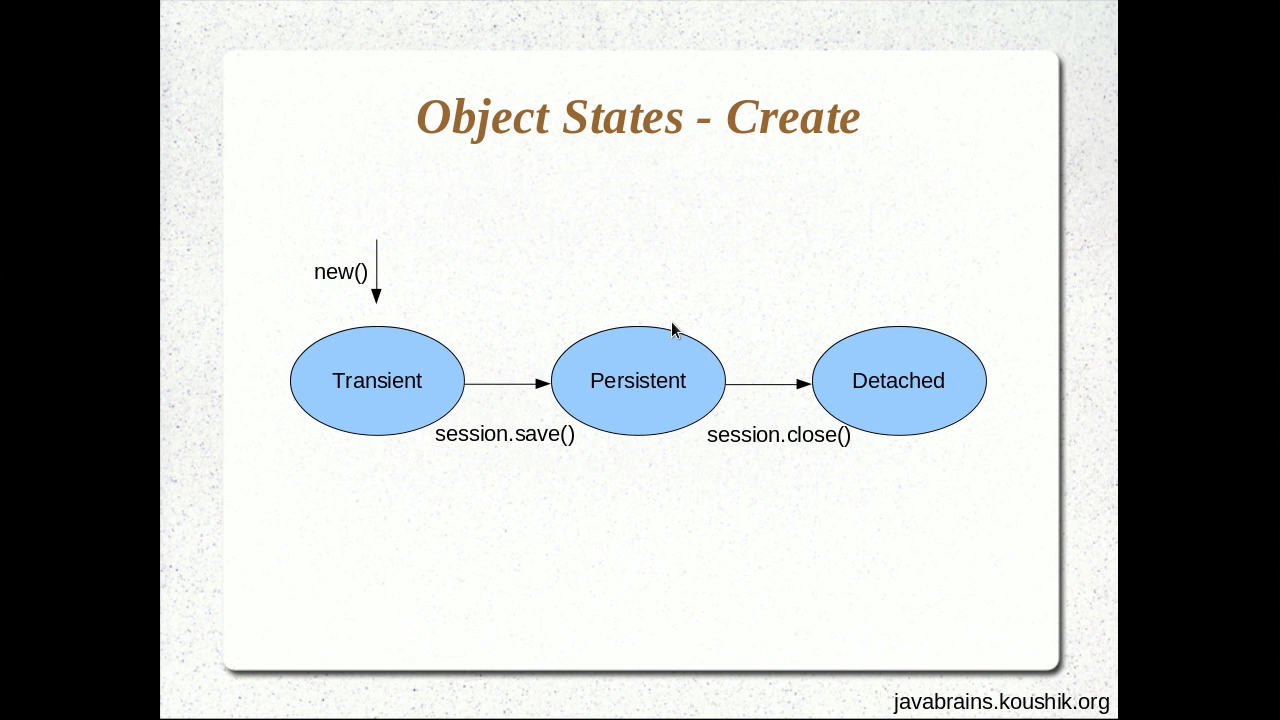 Object States - Create
new()
Transient
Persistent
Detached
session.save()
session.close()
javabrains.koushik.org